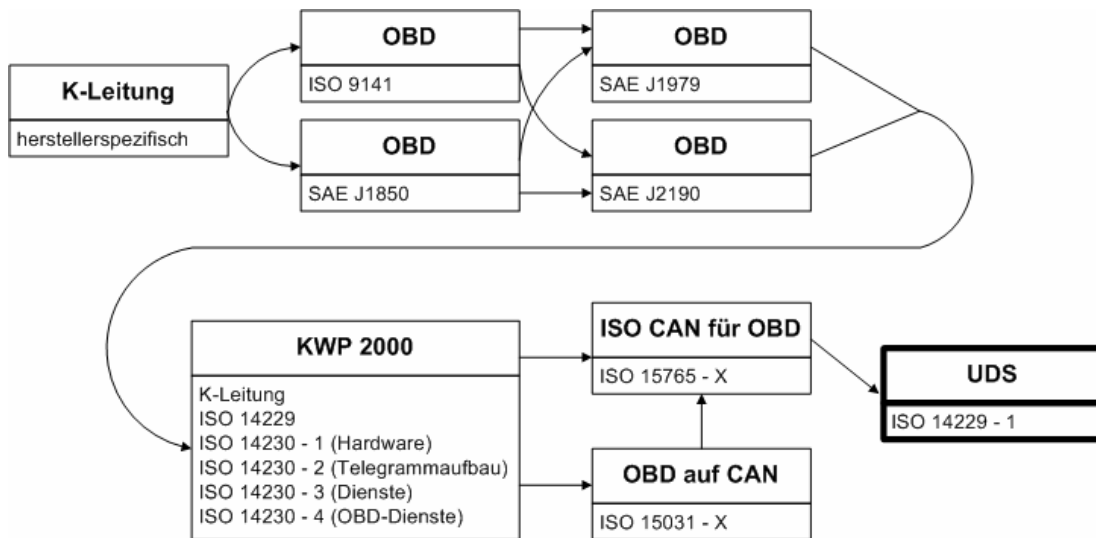 K-Leitung
herstellerspezifisch
OBD
ISO 9141
OBD
SAE J1850
OBD
SAE J1979
OBD
SAE J2190
KWP 2000
K-Leitung
ISO 14229
ISO 14230 - 1 (Hardware)
ISO 14230 - 2 (Telegrammaufbau)
ISO 14230 - 3 (Dienste)
ISO 14230 - 4 (OBD-Dienste)
ISO CAN für OBD
ISO 15765 - X
OBD auf CAN
ISO 15031 - X
UDS
ISO 14229 - 1